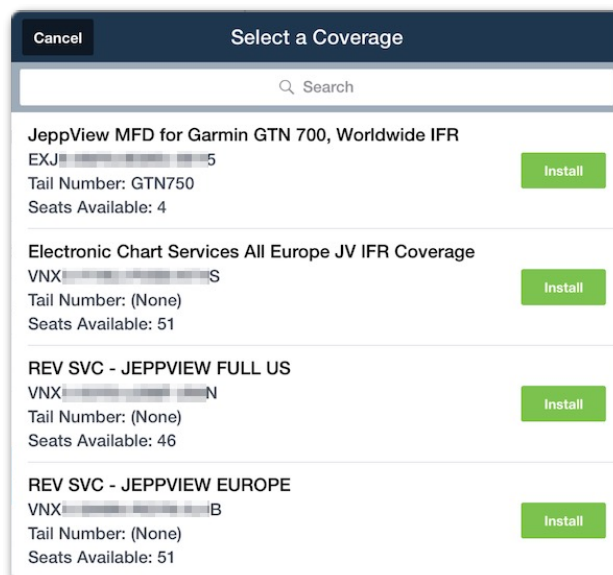 Cancel
Select a Coverage
Search
JeppView MFD for Garmin GTN 700, Worldwide IFR
EXJ 5
Tail Number: GTN750
Seats Available: 4
Install
Electronic Chart Services All Europe JV IFR Coverage
VNX S
Tail Number: (None)
Seats Available: 51
Install
REV SVC - JEPPVIEW FULL US
VNX N
Tail Number: (None)
Seats Available: 46
Install
REV SVC - JEPPVIEW EUROPE
VNX B
Tail Number: (None)
Seats Available: 51
Install